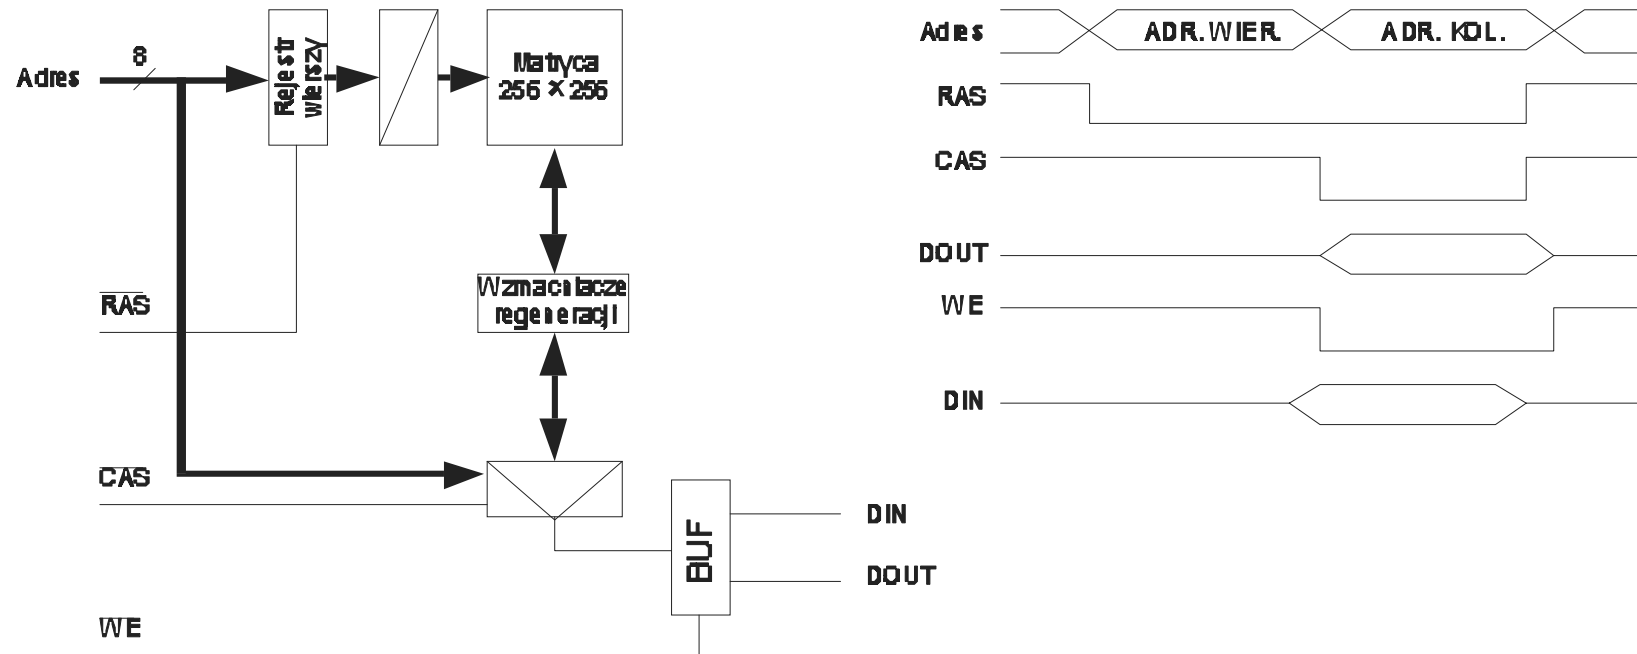 8
Adres
Rejestr
wierszy
Matryca
256 × 256
RAS
Wzmacniacze
regeneracji
CAS
BUF
DIN
DOUT
WE
Adres
ADR. WIER.
ADR. KOL.
RAS
CAS
DOUT
WE
DIN